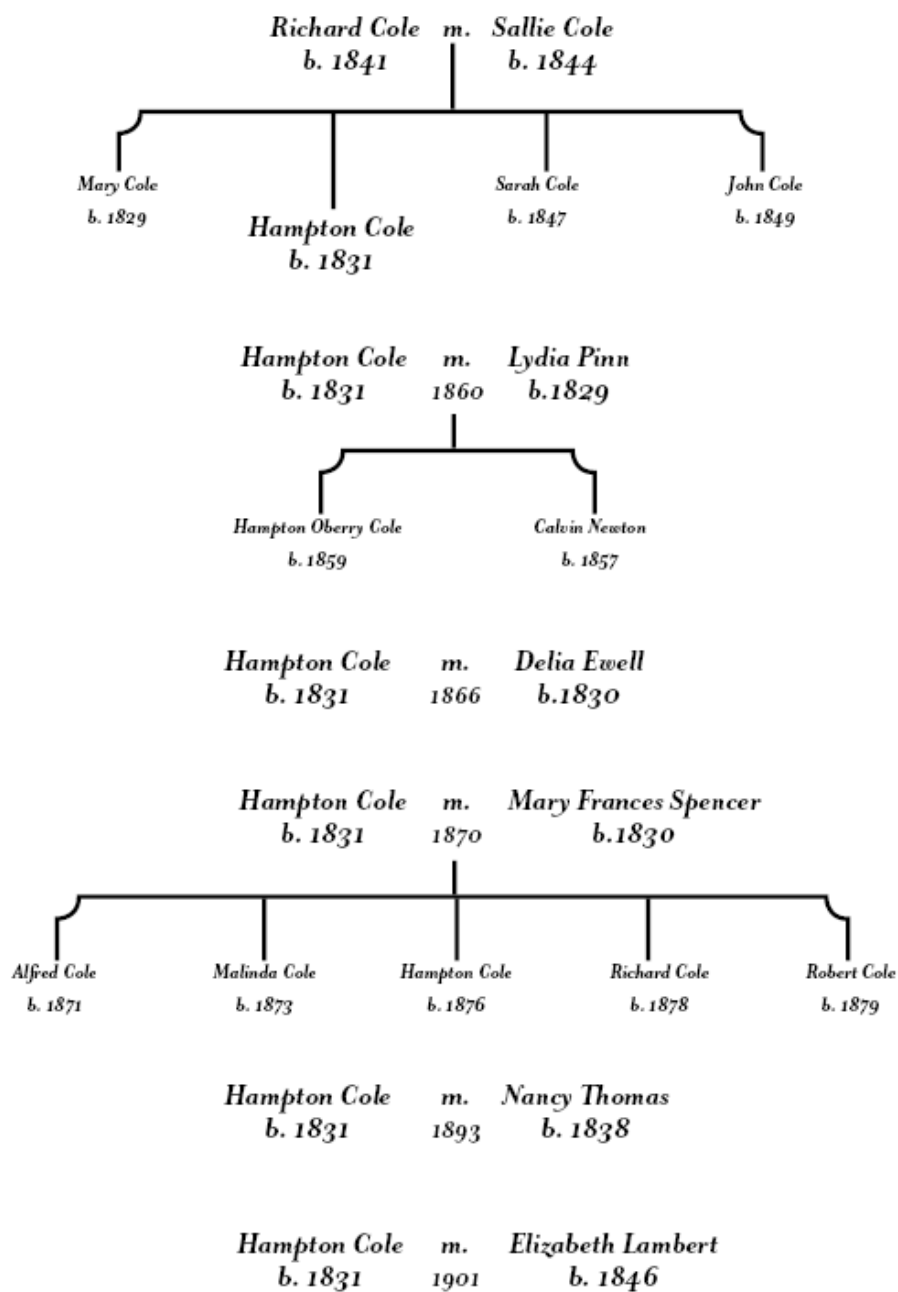 Richard Cole m. Sallie Cole
b. 1841 b. 1844
Mary Cole Sarah Cole John Cole
b. 1829 b. 1847 b. 1849
Hampton Cole
b. 1831
Hampton Cole m. Lydia Pinn
b. 1831 1860 b.1829
Hampton Oberry Cole Calvin Newton
b. 1859 b. 1857
Hampton Cole m. Delia Ewell
b. 1831 1866 b.1830
Hampton Cole m. Mary Frances Spencer
b. 1831 1870 b.1830
Alfred Cole Malinda Cole Hampton Cole Richard Cole Robert Cole
b. 1871 b. 1873 b. 1876 b. 1878 b. 1879
Hampton Cole m. Nancy Thomas
b. 1831 1893 b. 1838
Hampton Cole m. Elizabeth Lambert
b. 1831 1901 b. 1846